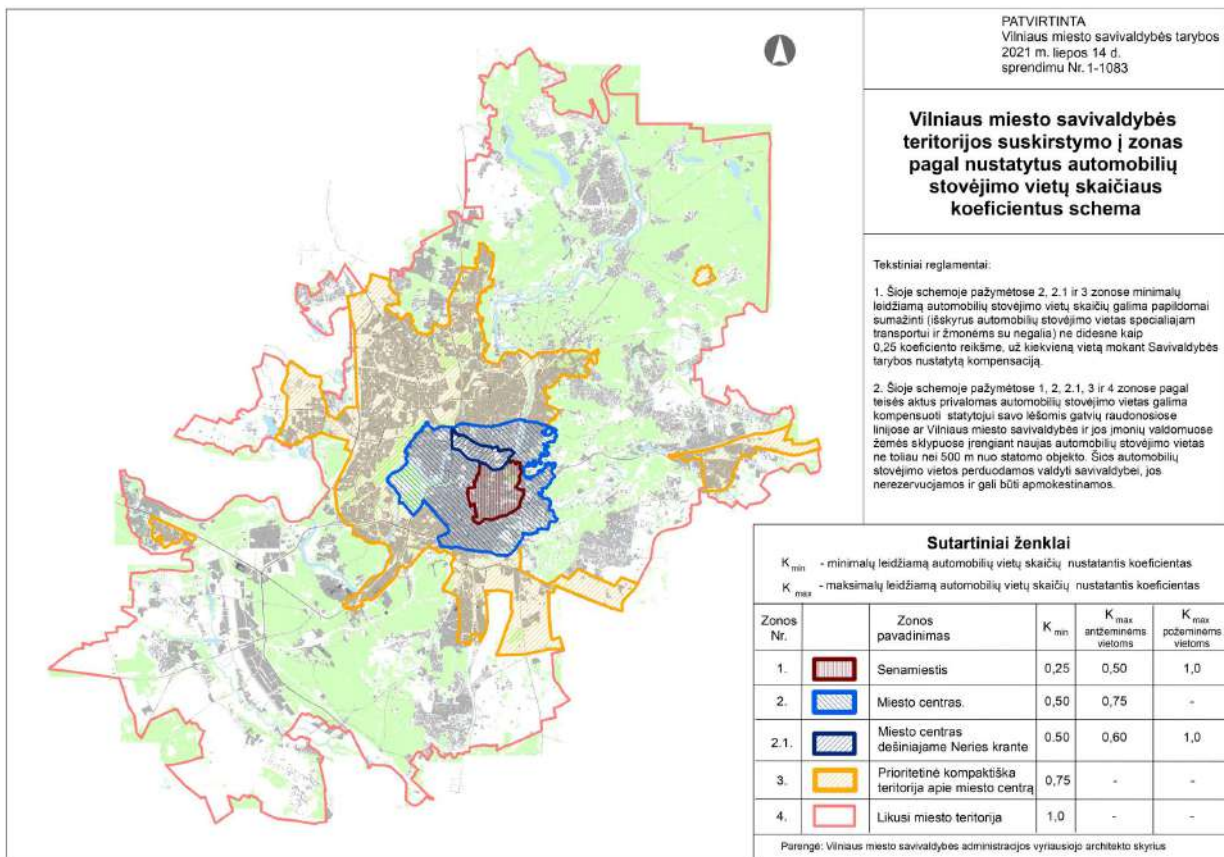 PATVIRTINTA
Vilniaus miesto savivaldybės tarybos
2021 m. liepos 14 d.
sprendimu Nr. 1-1083
Vilniaus miesto savivaldybės
teritorijos suskirstymo į zonas
pagal nustatytus automobilių
stovėjimo vietų skaičiaus
koeficientus schema
Tekstiniai reglamentai:
1. Šioje schemoje pažymėtose 2, 2.1 ir 3 zonose minimalų
leidžiamą automobilių stovėjimo vietų skaičių galima papildomai
sumažinti (išskyrus automobilių stovėjimo vietas specialiajam
transportui ir žmonėms su negalia) ne didesne kaip
0,25 koeficiento reikšme, už kiekvieną vietą mokant Savivaldybės
tarybos nustatytą kompensaciją.
2. Šioje schemoje pažymėtose 1, 2, 2.1, 3 ir 4 zonose pagal
teisės aktus privalomas automobilių stovėjimo vietas galima
kompensuoti statytojui savo lėšomis gatvių raudonosiose
linijose ar Vilniaus miesto savivaldybės ir jos įmonių valdomuose
žemės sklypuose įrengiant naujas automobilių stovėjimo vietas
ne toliau nei 500 m nuo statomo objekto. Šios automobilių
stovėjimo vietos perduodamos valdyti savivaldybei, jos
nerezervuojamos ir gali būti apmokestinamos.
Sutartiniai ženklai
K min - minimalų leidžiamą automobilių vietų skaičių nustatantis koeficientas
K max - maksimalų leidžiamą automobilių vietų skaičių nustatantis koeficientas
Zonos Nr. Zonos pavadinimas K min K max antžeminėms vietoms K max požeminėms vietoms
1. Senamiestis 0,25 0,50 1,0
2. Miesto centras. 0,50 0,75 -
2.1. Miesto centras dešiniajame Neries krante 0.50 0,60 1,0
3. Prioritetinė kompaktiška teritorija apie miesto centrą 0,75 - -
4. Likusi miesto teritorija 1,0 - -
Parengė: Vilniaus miesto savivaldybės administracijos vyriausiojo architekto skyrius